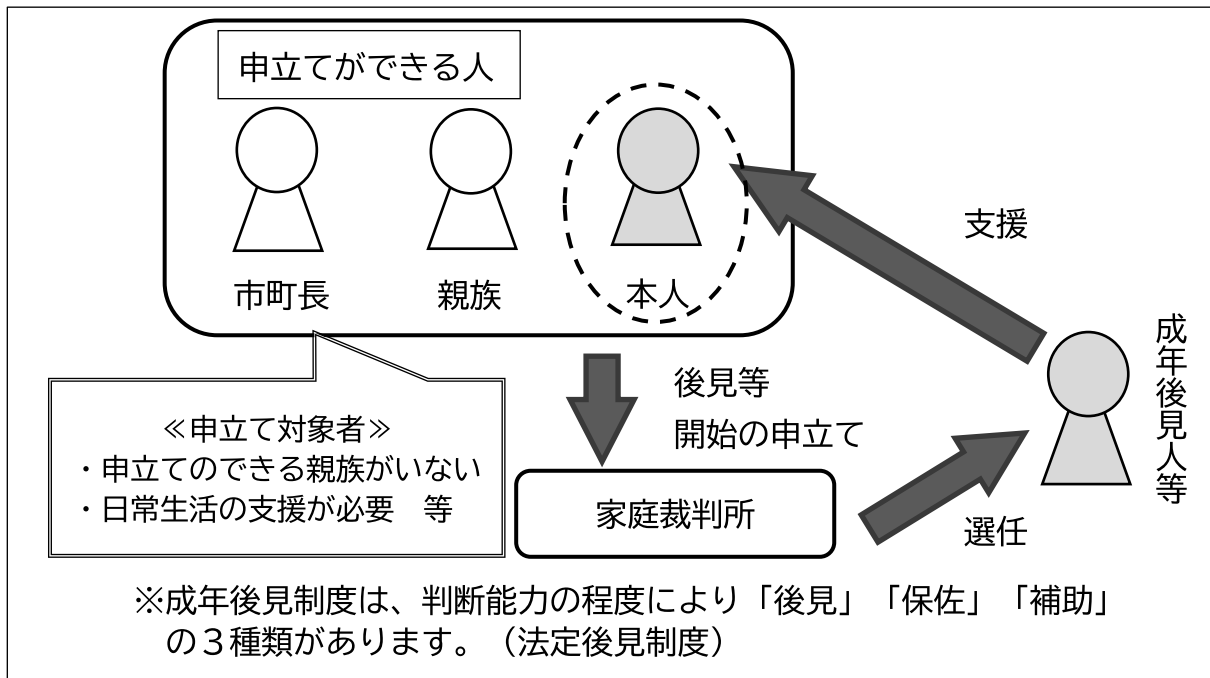 申立てができる人
市町長
親族
本人
支援
成年後見人等
≪申立て対象者≫
・申立てのできる親族がいない
・日常生活の支援が必要　等
後見等
開始の申立て
家庭裁判所
選任
※成年後見制度は、判断能力の程度により「後見」「保佐」「補助」
の３種類があります。（法定後見制度）